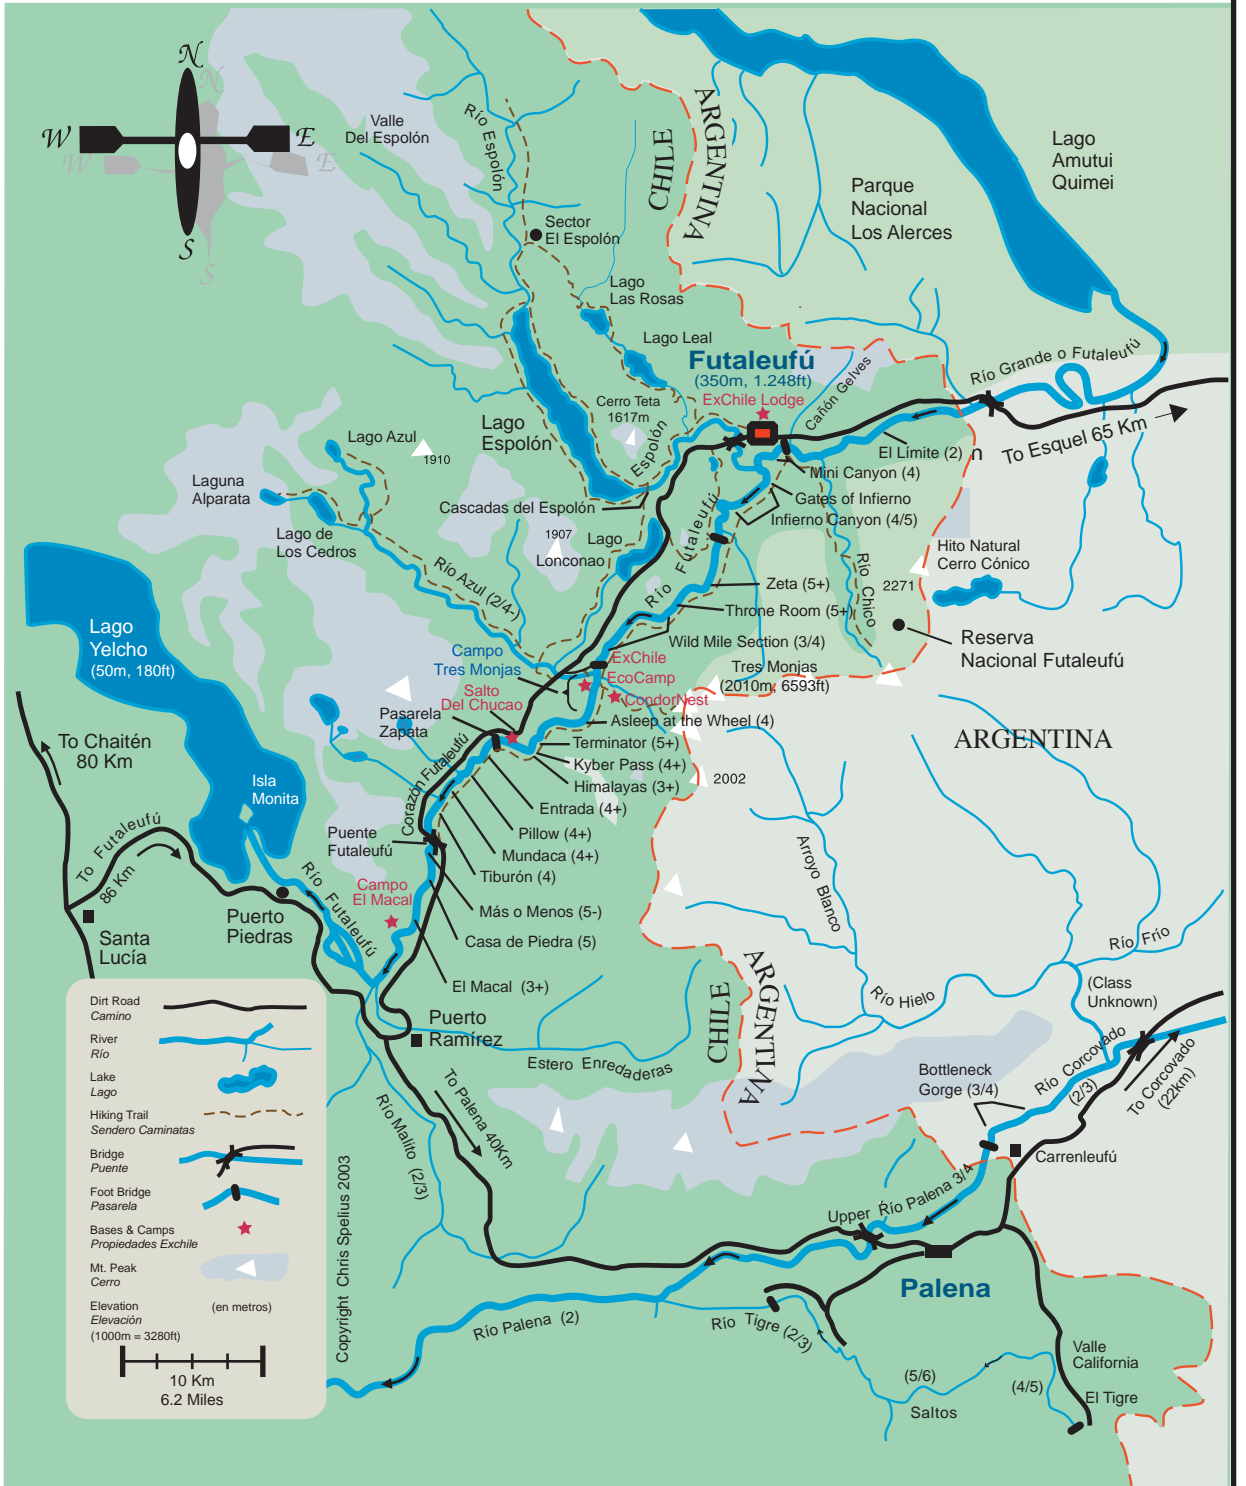 N
N
W
E
W
E
S
S
Valle
Del Espolón
Río Espolón
CHILE
ARGENTINA
Lago
Amutui
Quimei
Parque
Nacional
Los Alerces
Sector
El Espolón
Lago
Las Rosas
Lago Leal
Futaleufú
(350m, 1.248ft)
ExChile Lodge
Cañón Gelves
Río Grande o Futaleufú
To Esquel 65 Km
Cerro Teta
1617m
Lago
Espolón
Espolón
El Límite (2)
n
Mini Canyon (4)
Gates of Infierno
Infierno Canyon (4/5)
Lago Azul
1910
Laguna
Alparata
Lago de
Los Cedros
Cascadas del Espolón
1907
Lago
Lonconao
Río Azul (2/4-)
Río Futaleufú
Río Chico
Hito Natural
Cerro Cónico
2271
Zeta (5+)
Throne Room (5+)
Wild Mile Section (3/4)
Reserva
Nacional Futaleufú
Lago
Yelcho
(50m, 180ft)
Campo
Tres Monjas
ExChile
EcoCamp
CondorNest
Tres Monjas
(2010m, 6593ft)
Salto
Del Chucao
Pasarela
Zapata
Asleep at the Wheel (4)
Terminator (5+)
Kyber Pass (4+)
Himalayas (3+)
Entrada (4+)
Pillow (4+)
Mundaca (4+)
Tiburón (4)
Más o Menos (5-)
Casa de Piedra (5)
El Macal (3+)
ARGENTINA
2002
To Chaitén
80 Km
Isla
Monita
Corazón Futaleufú
Puente
Futaleufú
Campo
El Macal
To Futaleufú
86 Km
Río Futaleufú
Puerto
Piedras
Santa
Lucía
Arroyo Blanco
Río Frío
Río Hielo
(Class
Unknown)
CHILE
ARGENTINA
Puerto
Ramírez
Estero Enredaderas
Bottleneck
Gorge (3/4)
Río Corcovado
(2/3)
To Corcovado
(22km)
Carrenleufú
To Palena 40Km
Río Malito (2/3)
Upper Río Palena 3/4
Palena
Río Palena (2)
Río Tigre (2/3)
(5/6)
Saltos
(4/5)
Valle
California
El Tigre
Dirt Road
Camino
River
Río
Lake
Lago
Hiking Trail
Sendero Caminatas
Bridge
Puente
Foot Bridge
Pasarela
Bases & Camps
Propiedades Exchile
Mt. Peak
Cerro
Elevation
Elevación
(en metros)
(1000m = 3280ft)
10 Km
6.2 Miles
Copyright Chris Spelius 2003